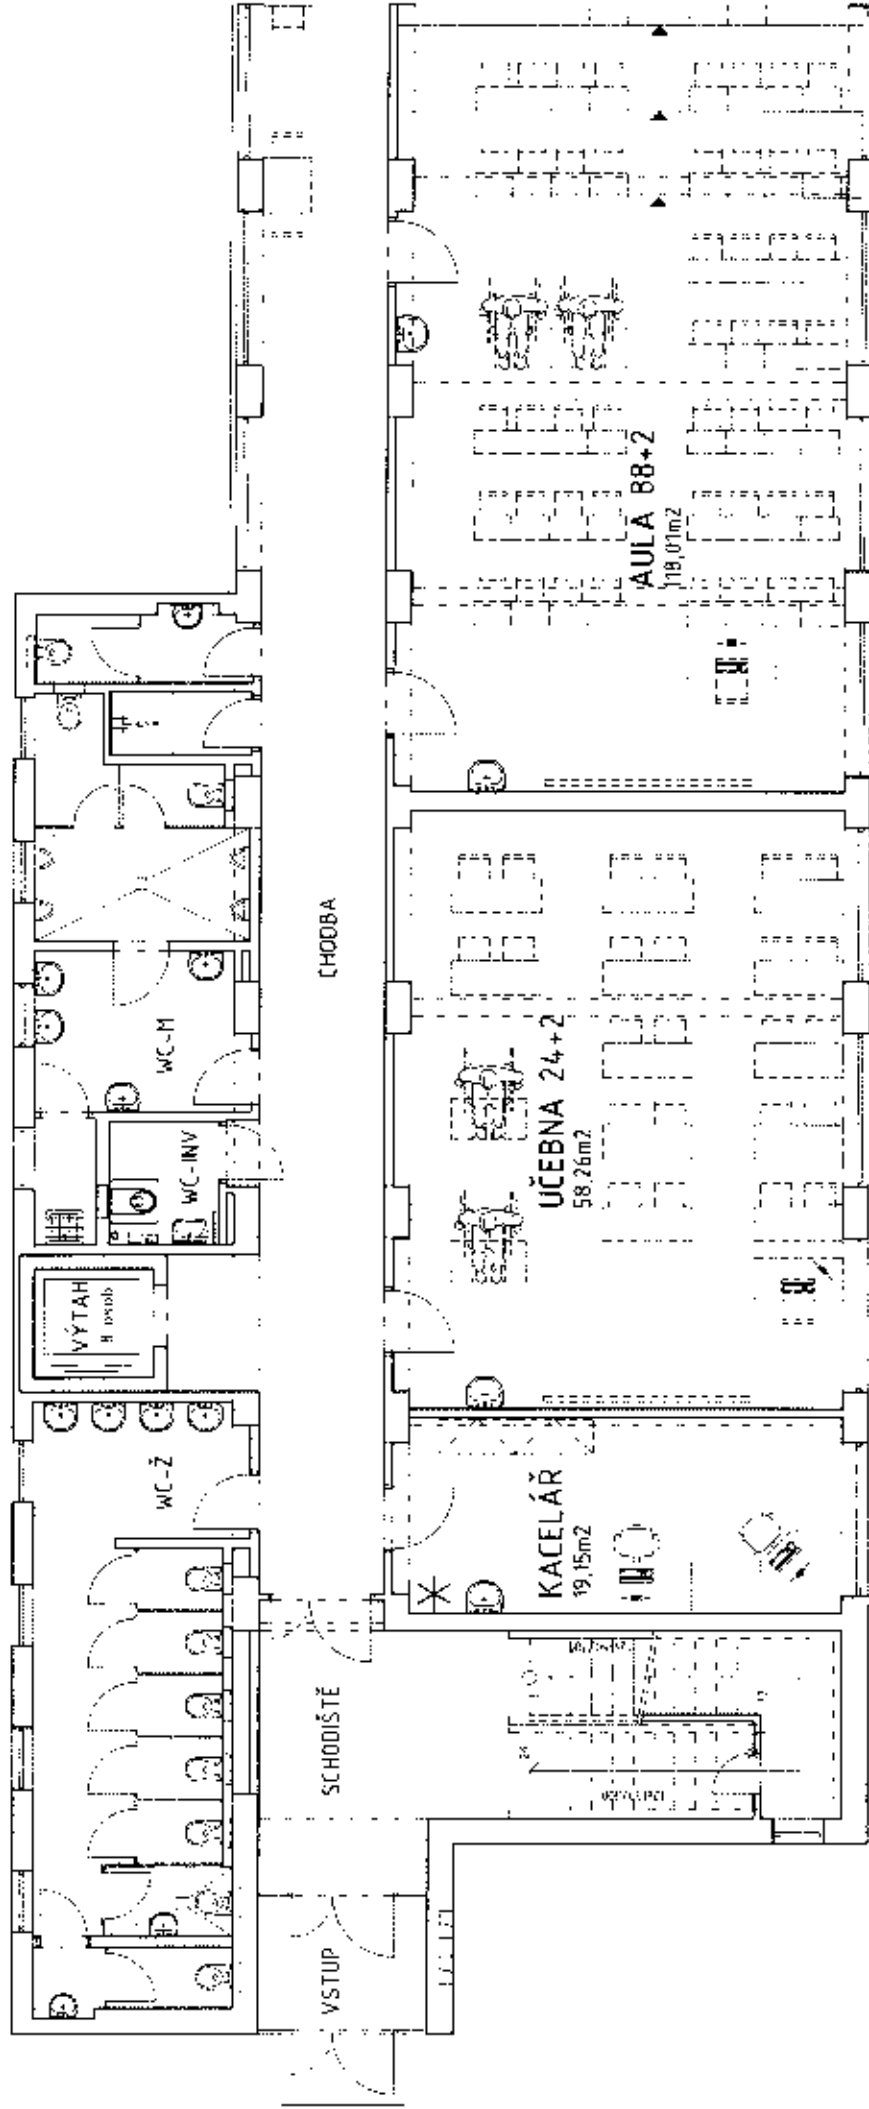 AULA 88+2
118,01m2
CHODBA
WC-M
UČEBNA 24+2
58,26m2
WC-INV
VÝTAH
8 osob
WC-Ž
KACELÁŘ
19,15m2
SCHODIŠTĚ
VSTUP